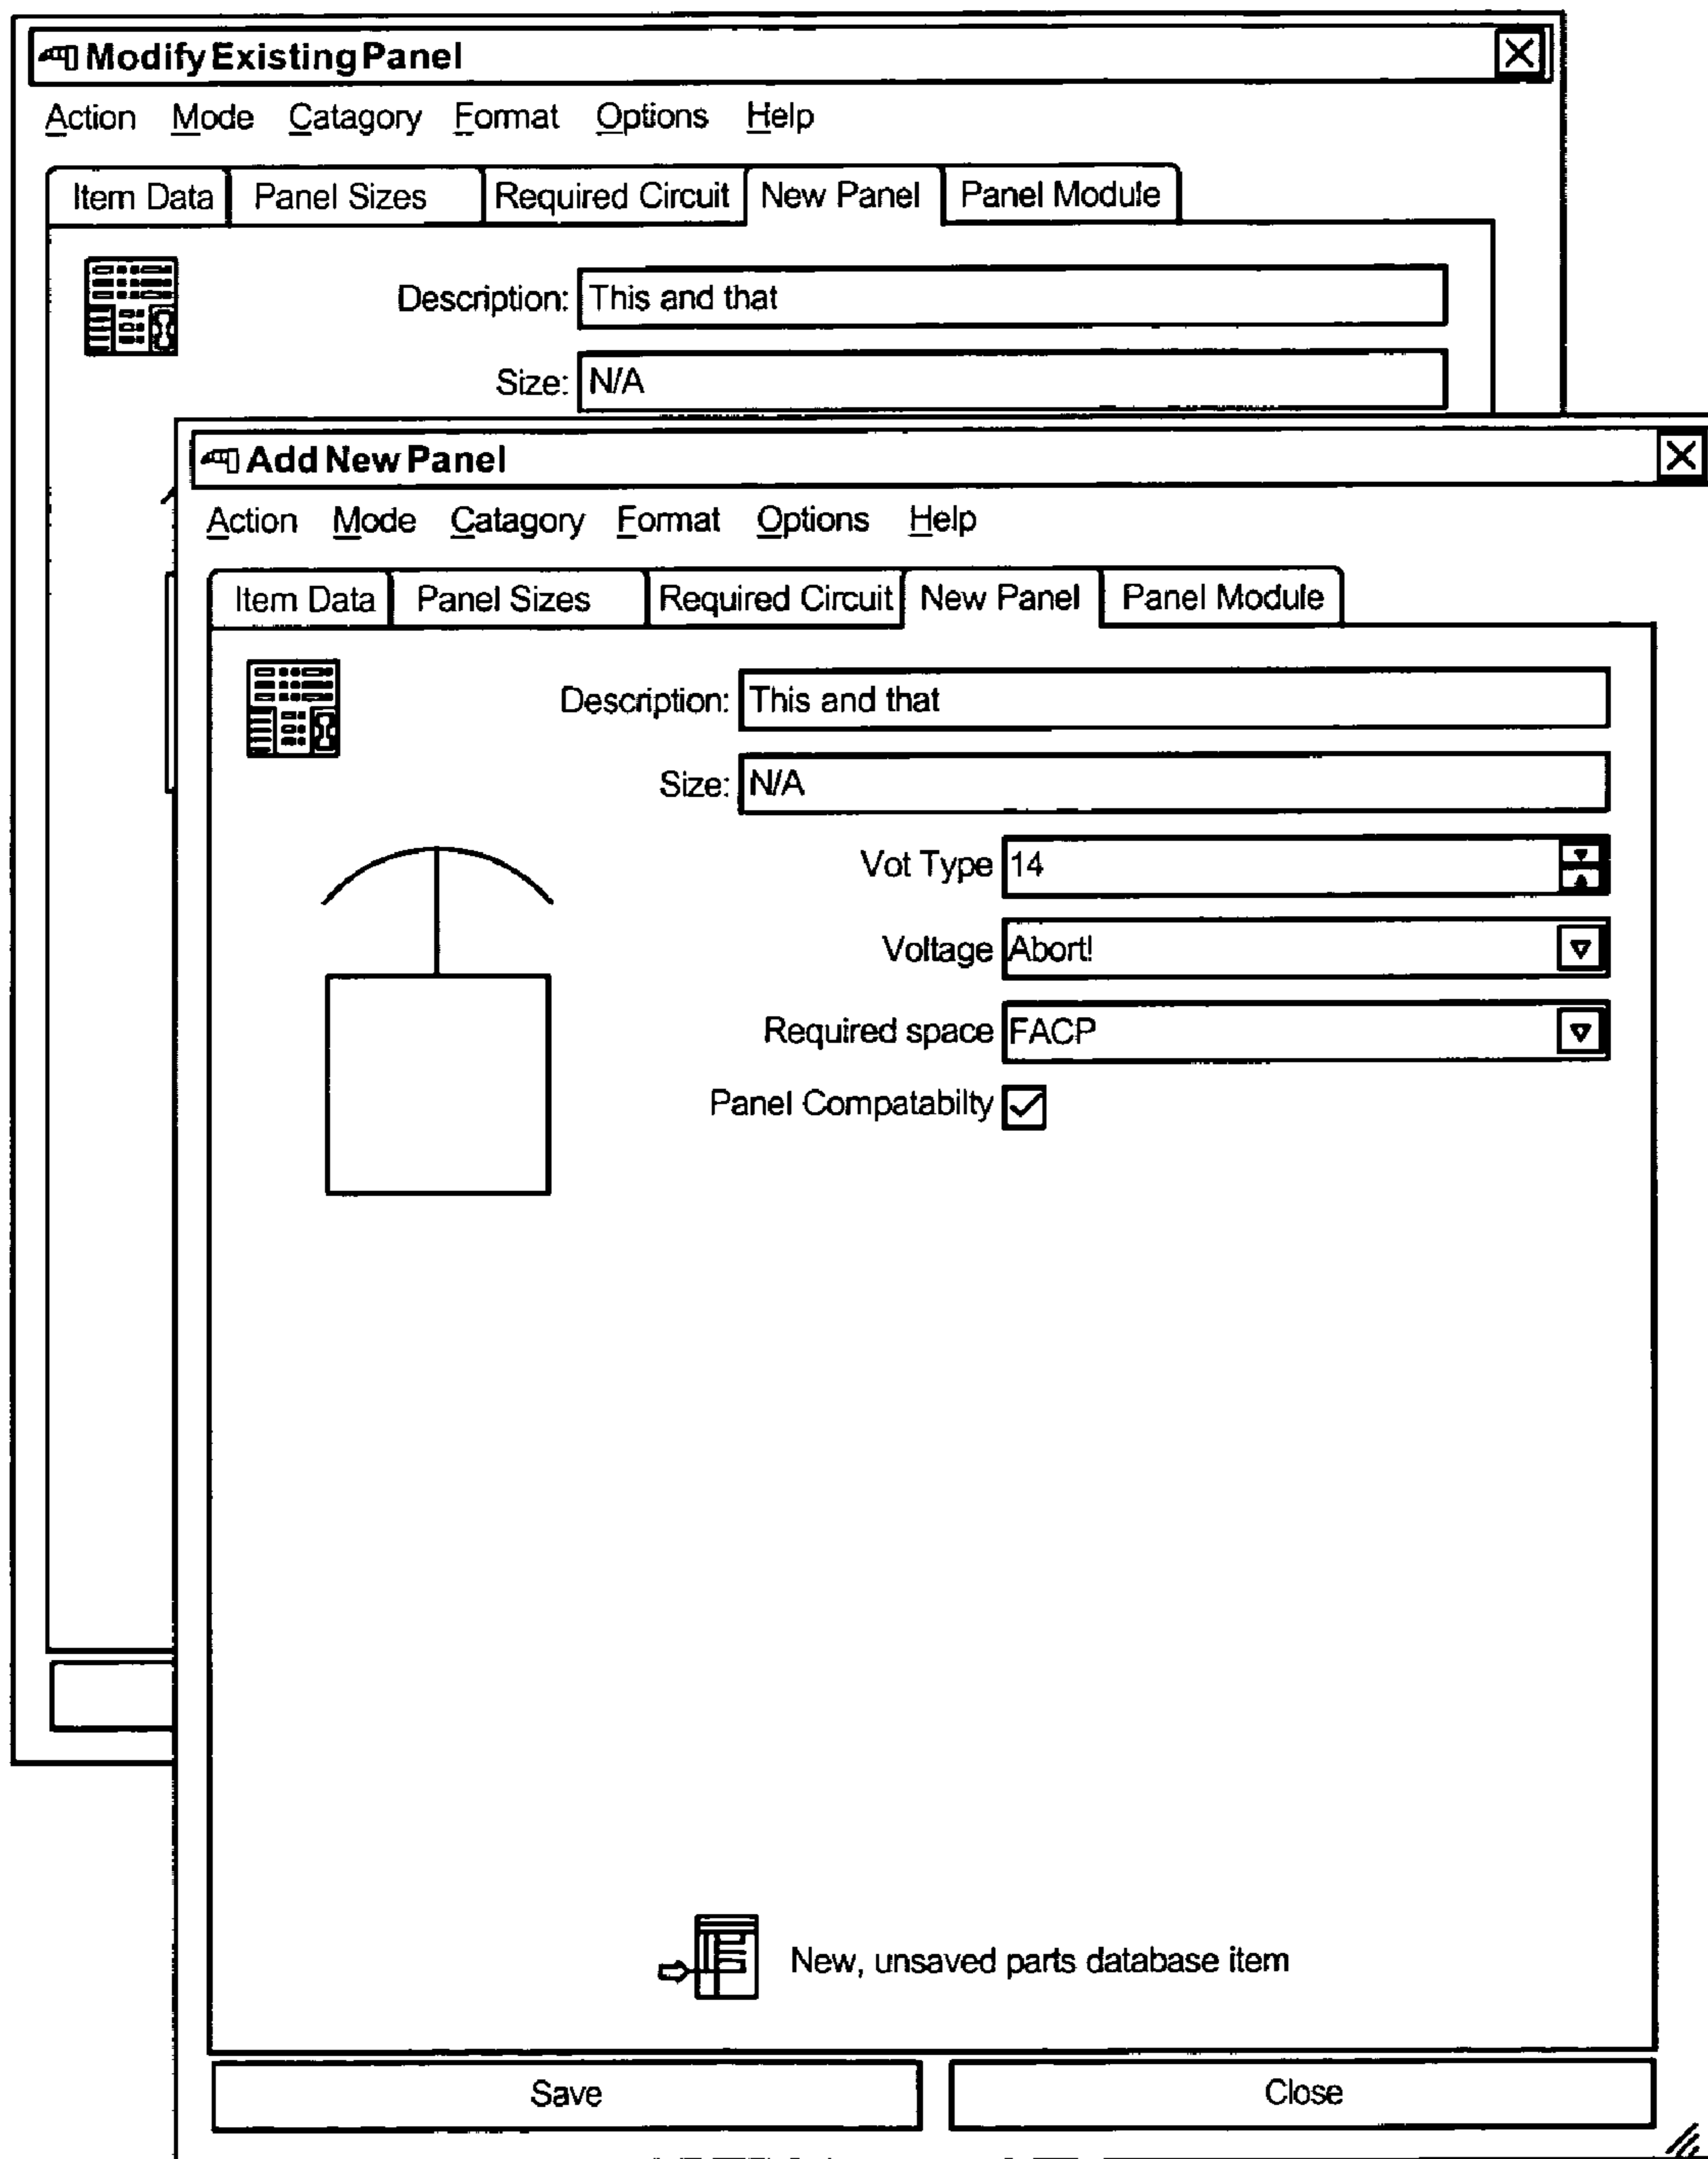 Modify Existing Panel
Action Mode Catagory Format Options Help
Item Data Panel Sizes Required Circuit New Panel Panel Module
Description: This and that
Size: N/A
Add New Panel
Action Mode Catagory Format Options Help
Item Data Panel Sizes Required Circuit New Panel Panel Module
Description: This and that
Size: N/A
Vot Type 14
Voltage Abort!
Required space FACP
Panel Compatabilty
New, unsaved parts database item
Save Close